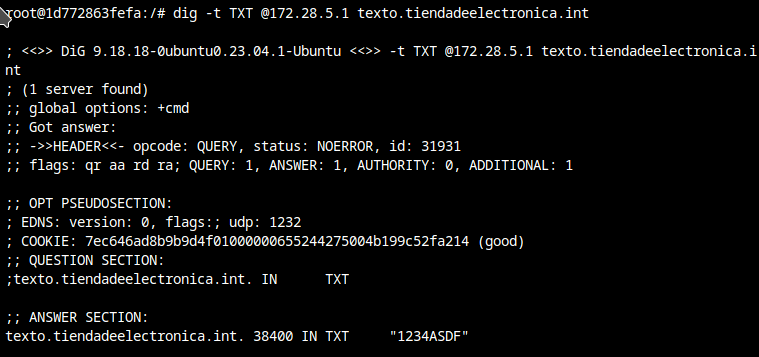 root@1d772863fefa:/# dig -t TXT @172.28.5.1 texto.tiendadeelectronica.int
; <<>> DiG 9.18.18-0ubuntu0.23.04.1-Ubuntu <<>> -t TXT @172.28.5.1 texto.tiendadeelectronica.i
nt
; (1 server found)
;; global options: +cmd
;; Got answer:
;; ->>HEADER<<- opcode: QUERY, status: NOERROR, id: 31931
;; flags: qr aa rd ra; QUERY: 1, ANSWER: 1, AUTHORITY: 0, ADDITIONAL: 1
;; OPT PSEUDOSECTION:
; EDNS: version: 0, flags:; udp: 1232
; COOKIE: 7ec646ad8b9b9d4f01000000655244275004b199c52fa214 (good)
;; QUESTION SECTION:
;texto.tiendadeelectronica.int. IN TXT
;; ANSWER SECTION:
texto.tiendadeelectronica.int. 38400 IN TXT "1234ASDF"